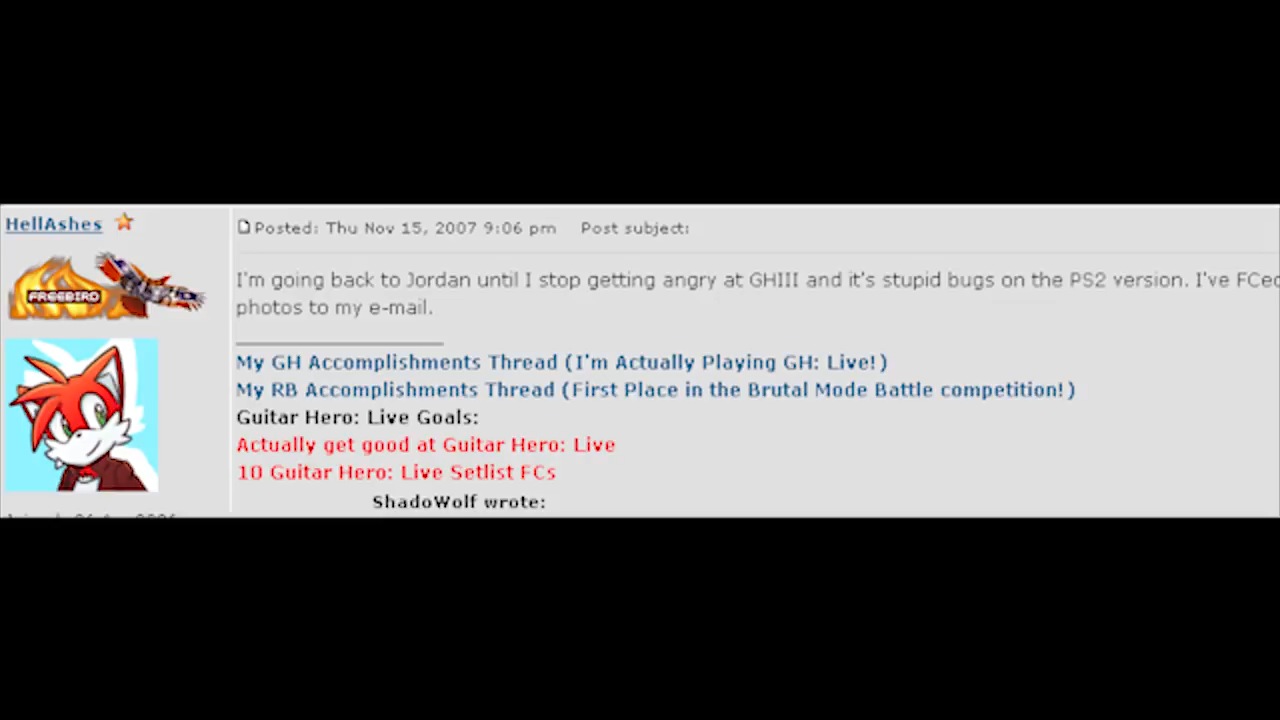 HellAshes
FREEBIRD
Posted: Thu Nov 15, 2007 9:06 pm Post subject:
I'm going back to Jordan until I stop getting angry at GHIII and it's stupid bugs on the PS2 version. I've FCed
photos to my e-mail.
My GH Accomplishments Thread (I'm Actually Playing GH: Live!)
My RB Accomplishments Thread (First Place in the Brutal Mode Battle competition!)
Guitar Hero: Live Goals:
Actually get good at Guitar Hero: Live
10 Guitar Hero: Live Setlist FCs
ShadoWolf wrote: